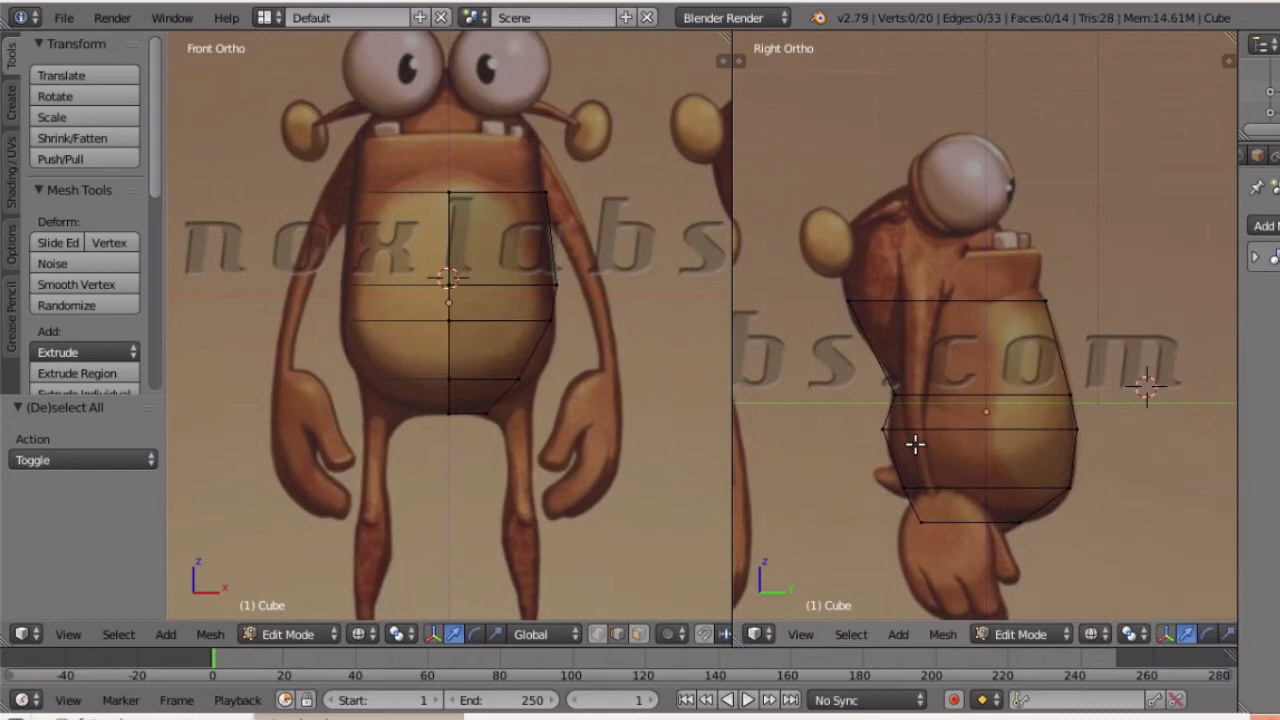 File Render Window Help Default Scene Blender Render v2.79 | Verts:0/20 | Edges:0/33 | Faces:0/14 | Tris:28 | Mem:14.61M | Cube
Tools
Create
Shading / UVs
Options
Grease Pencil
Transform
Translate
Rotate
Scale
Shrink/Fatten
Push/Pull
Mesh Tools
Deform:
Slide Ed Vertex
Noise
Smooth Vertex
Randomize
Add:
Extrude
Extrude Region
Extrude Individual
(De)select All
Action
Toggle
Front Ortho
noxlabs
z
x
(1) Cube
Right Ortho
bs.com
z
y
(1) Cube
Add
View Select Add Mesh Edit Mode Global
View Select Add Mesh Edit Mode
-40 -20 0 20 40 60 80 100 120 140 160 180 200 220 240 260 280
View Marker Frame Playback Start: 1 End: 250 1 No Sync